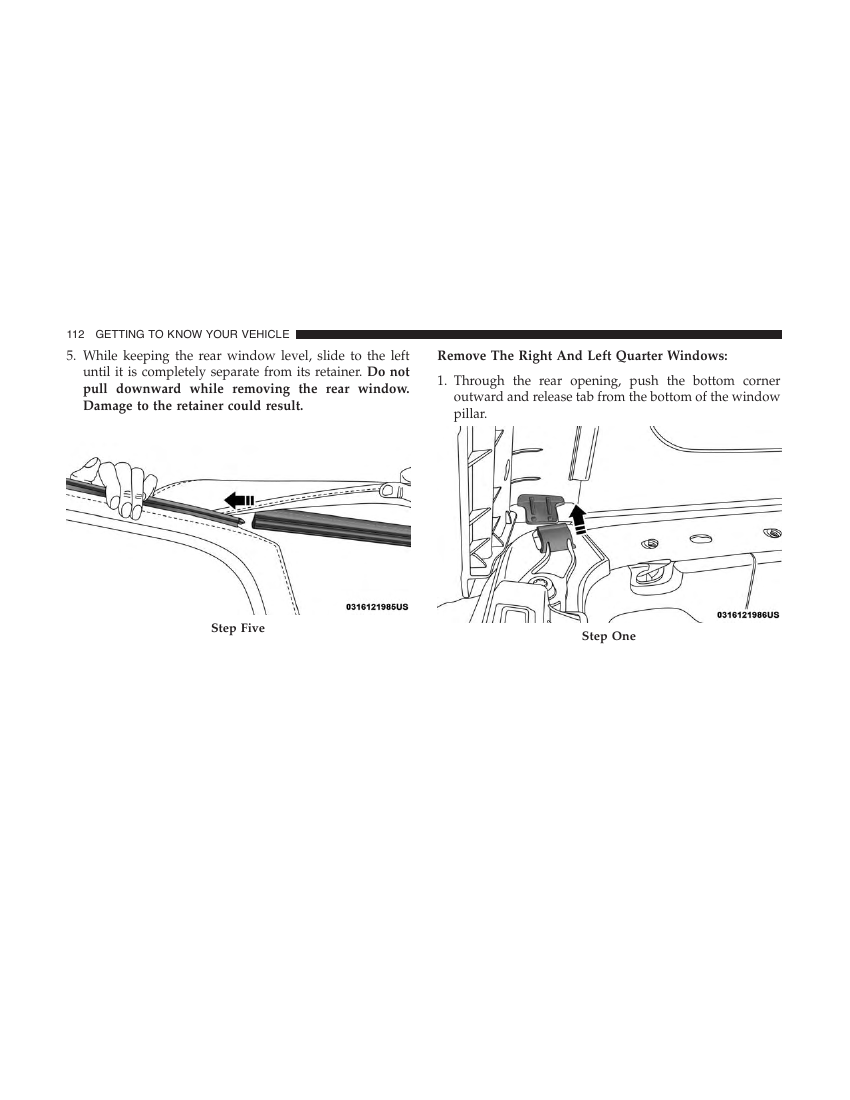 112 GETTING TO KNOW YOUR VEHICLE
5. While keeping the rear window level, slide to the left
until it is completely separate from its retainer. Do not
pull downward while removing the rear window.
Damage to the retainer could result.
0316121985US
Step Five
Remove The Right And Left Quarter Windows:
1. Through the rear opening, push the bottom corner
outward and release tab from the bottom of the window
pillar.
0316121986US
Step One